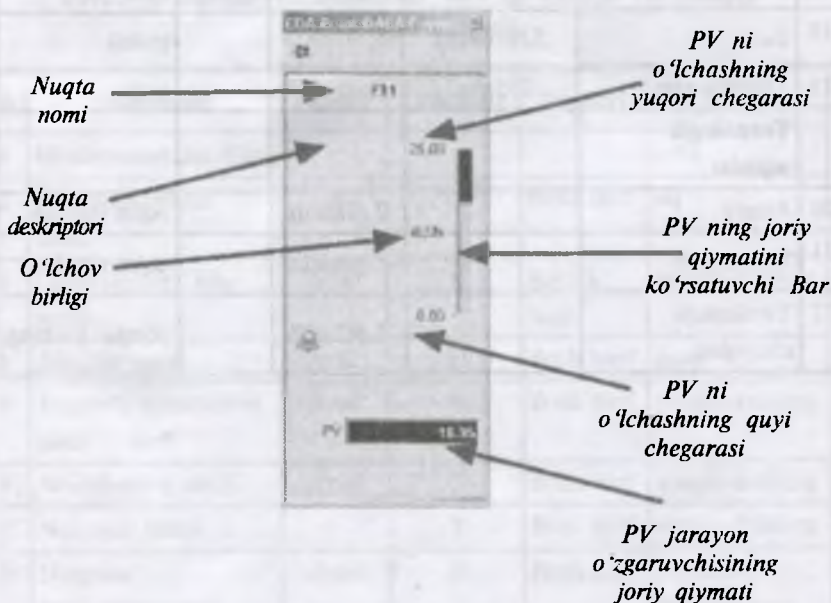 PV ni
o‘lchashning
yuqori chegarasi
Nuqta
nomi
25.00
Nuqta
deskriptori
O‘lchov
birligi
PV ning joriy
qiymatini
ko‘rsatuvchi Bar
0.00
PV ni
o‘lchashning quyi
chegarasi
PV
PV jarayon
o‘zgaruvchisining
joriy qiymati